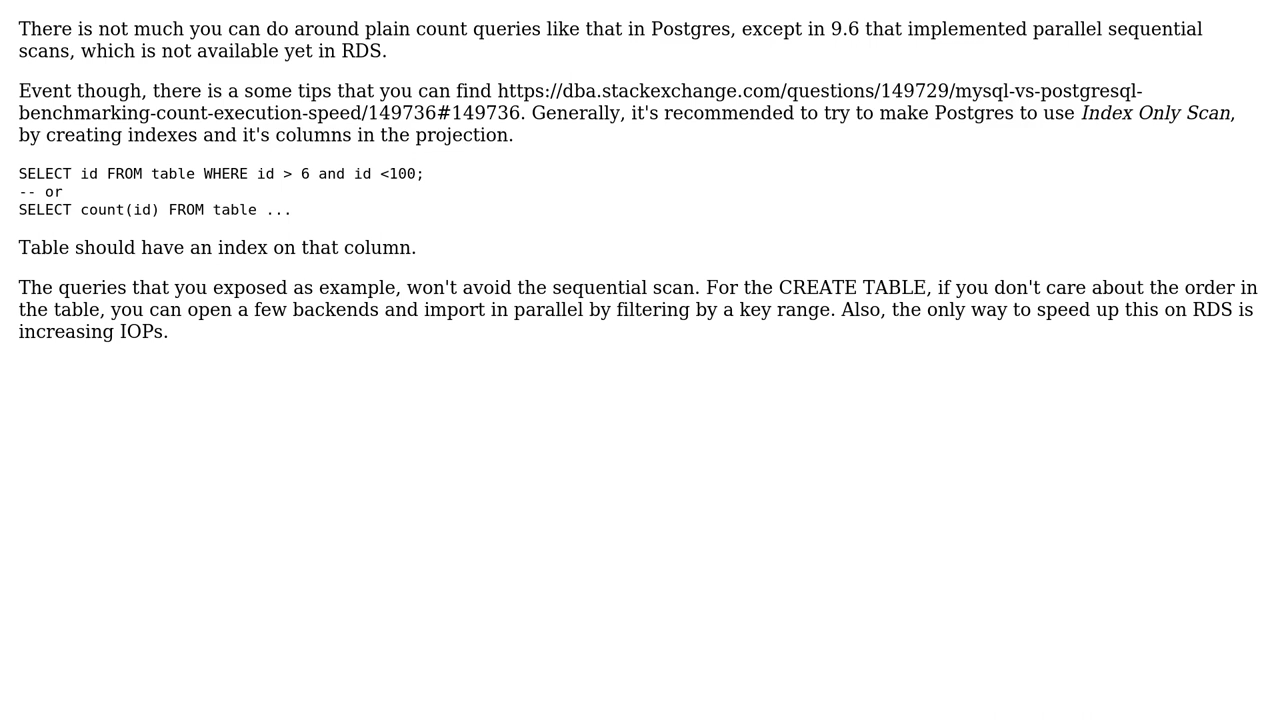 There is not much you can do around plain count queries like that in Postgres, except in 9.6 that implemented parallel sequential
scans, which is not available yet in RDS.
Event though, there is a some tips that you can find https://dba.stackexchange.com/questions/149729/mysql-vs-postgresql-
benchmarking-count-execution-speed/149736#149736. Generally, it's recommended to try to make Postgres to use Index Only Scan,
by creating indexes and it's columns in the projection.
SELECT id FROM table WHERE id > 6 and id <100;
-- or
SELECT count(id) FROM table ...
Table should have an index on that column.
The queries that you exposed as example, won't avoid the sequential scan. For the CREATE TABLE, if you don't care about the order in
the table, you can open a few backends and import in parallel by filtering by a key range. Also, the only way to speed up this on RDS is
increasing IOPs.